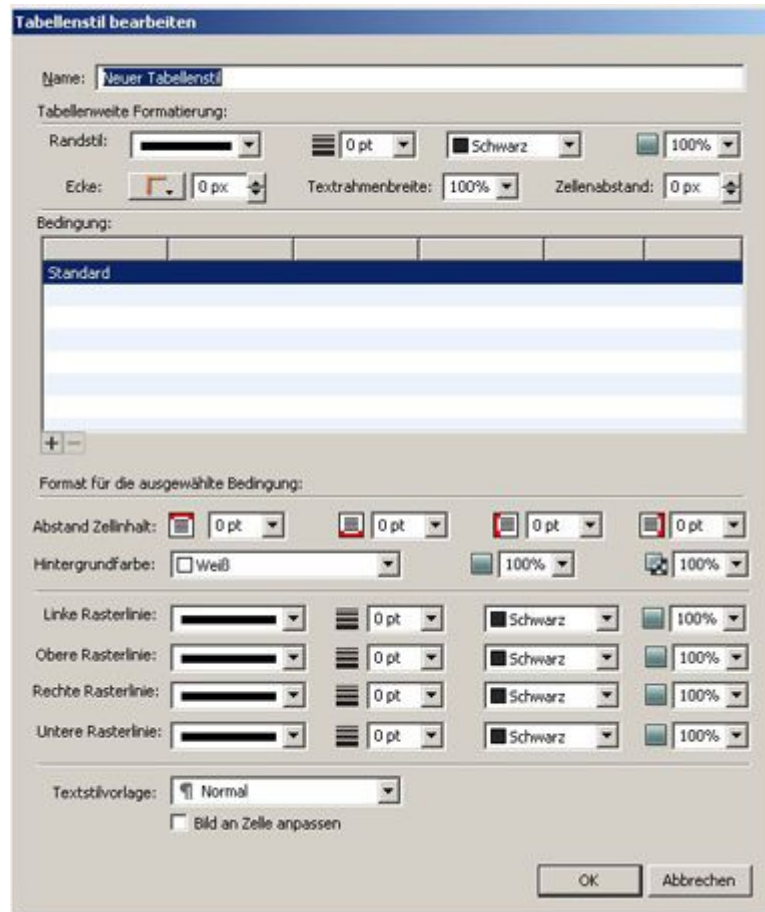 Tabellenstil bearbeiten
Name: Neuer Tabellenstil
Tabellenweite Formatierung:
Randstil: 0 pt Schwarz 100%
Ecke: 0 px Textrahmenbreite: 100% Zellenabstand: 0 px
Bedingung:
Standard
+ −
Format für die ausgewählte Bedingung:
Abstand Zellinhalt: 0 pt 0 pt 0 pt 0 pt
Hintergrundfarbe: Weiß 100% 100%
Linke Rasterlinie: 0 pt Schwarz 100%
Obere Rasterlinie: 0 pt Schwarz 100%
Rechte Rasterlinie: 0 pt Schwarz 100%
Untere Rasterlinie: 0 pt Schwarz 100%
Textstilvorlage: ¶ Normal
Bild an Zelle anpassen
OK Abbrechen